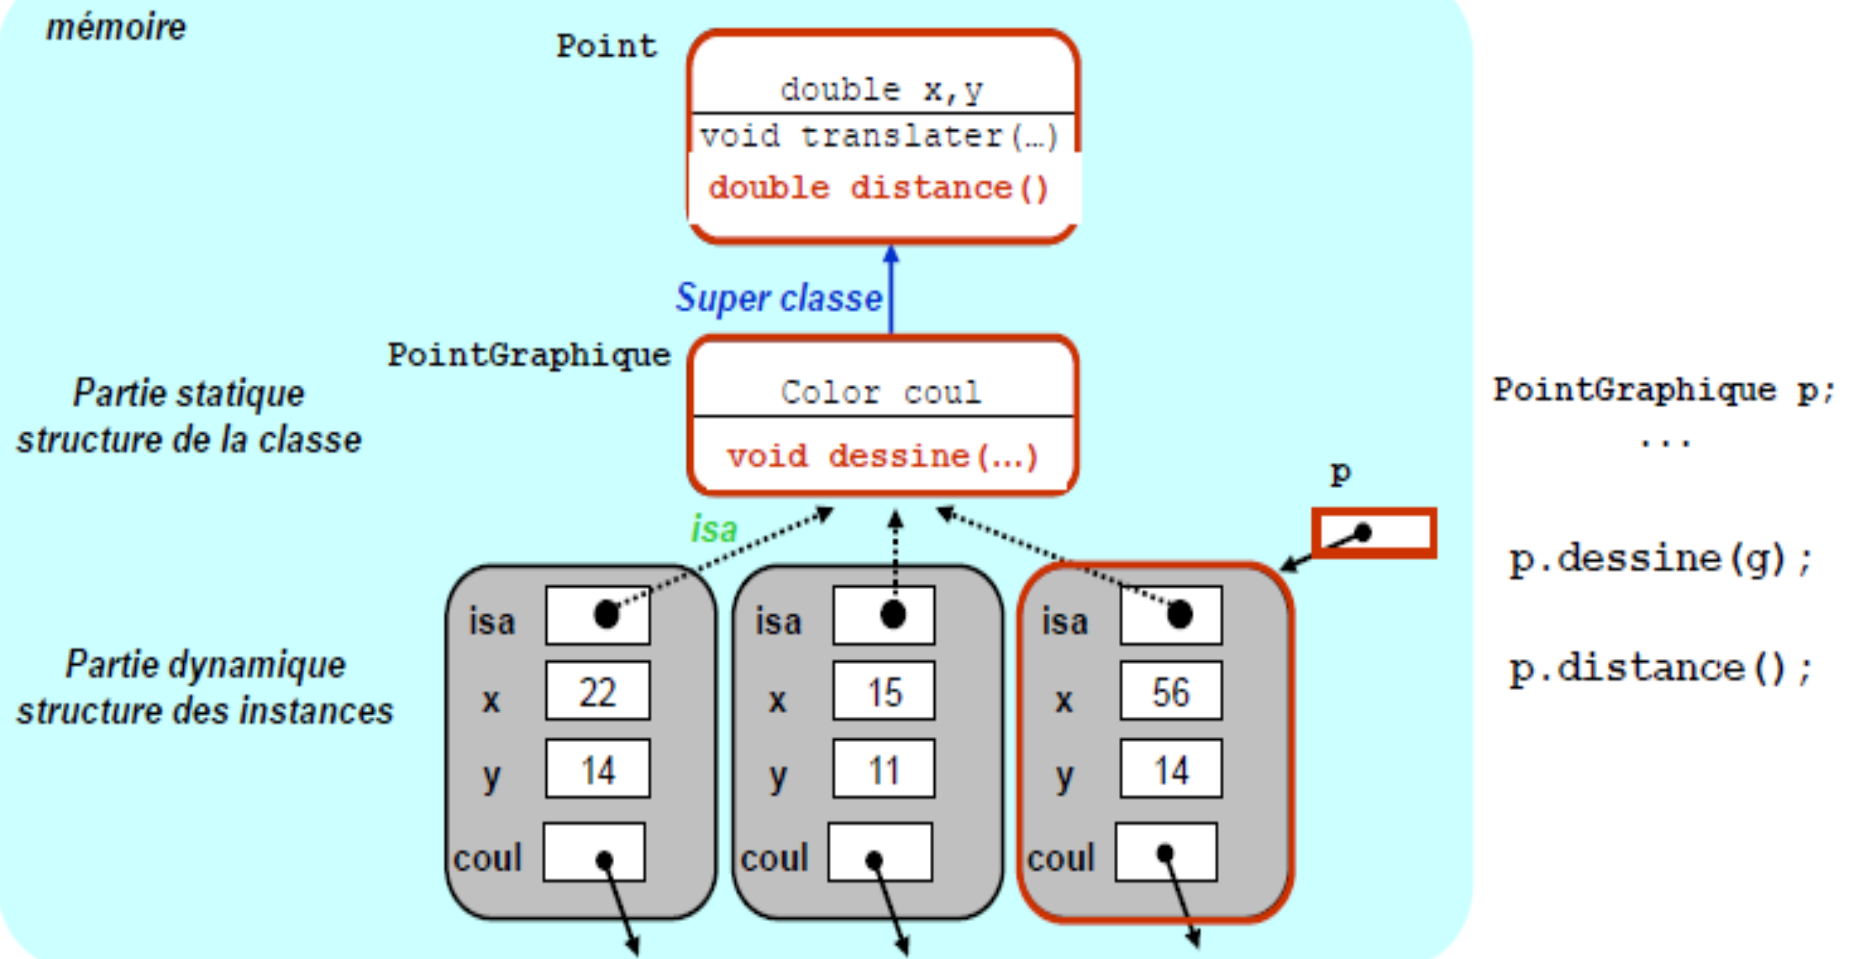 mémoire
Point
double x,y
void translater(…)
double distance()
Super classe
PointGraphique
Color coul
void dessine(…)
Partie statique
structure de la classe
PointGraphique p;
...
p
p.dessine(g);
p.distance();
isa
Partie dynamique
structure des instances
isa
x 22
y 14
coul
isa
x 15
y 11
coul
isa
x 56
y 14
coul